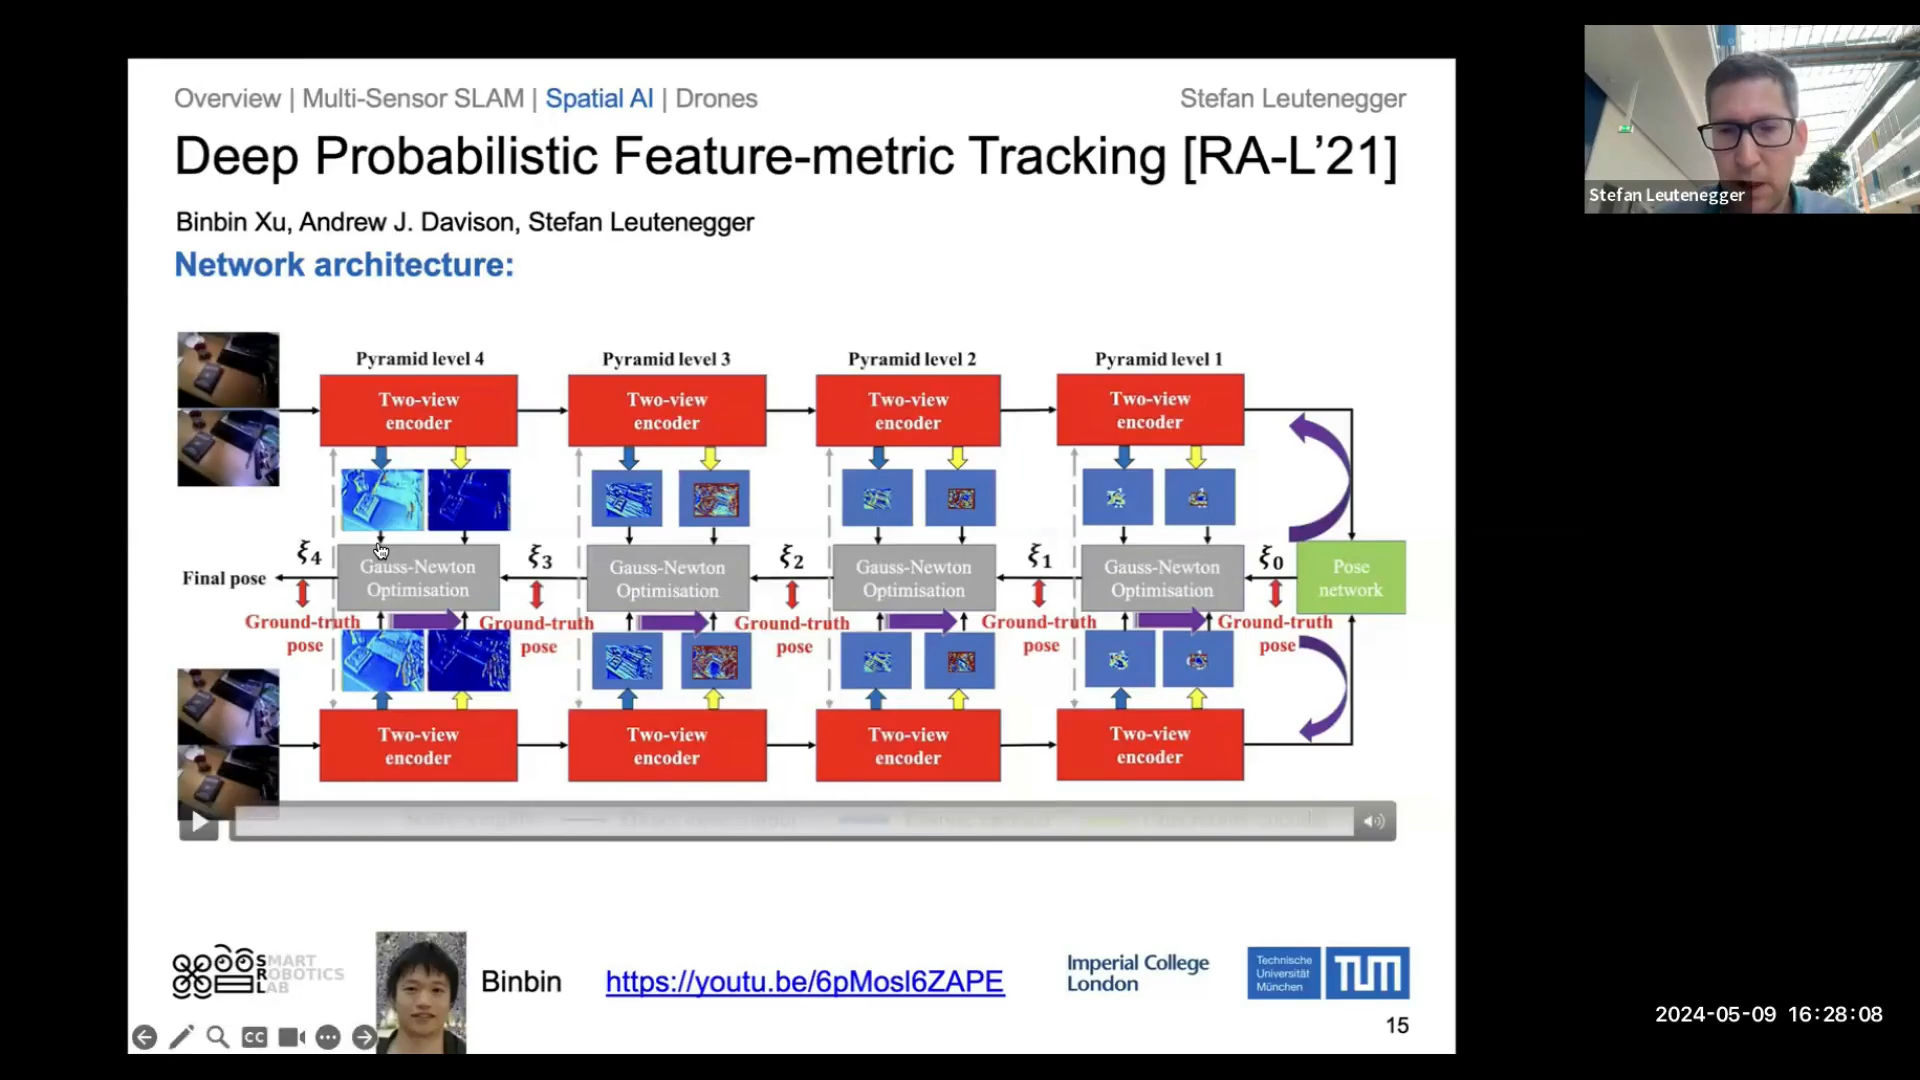 Overview | Multi-Sensor SLAM | Spatial AI | Drones
Stefan Leutenegger
Deep Probabilistic Feature-metric Tracking [RA-L’21]
Binbin Xu, Andrew J. Davison, Stefan Leutenegger
Network architecture:
Stefan Leutenegger
Pyramid level 4
Pyramid level 3
Pyramid level 2
Pyramid level 1
Two-view
encoder
Two-view
encoder
Two-view
encoder
Two-view
encoder
Final pose
ξ4
Gauss-Newton
Optimisation
ξ3
Gauss-Newton
Optimisation
ξ2
Gauss-Newton
Optimisation
ξ1
Gauss-Newton
Optimisation
ξ0
Pose
network
Ground-truth
pose
Ground-truth
pose
Ground-truth
pose
Ground-truth
pose
Ground-truth
pose
Two-view
encoder
Two-view
encoder
Two-view
encoder
Two-view
encoder
SMART
ROBOTICS
LAB
Binbin
https://youtu.be/6pMosl6ZAPE
Imperial College
London
Technische
Universität
München
TUM
CC
15
2024-05-09 16:28:08